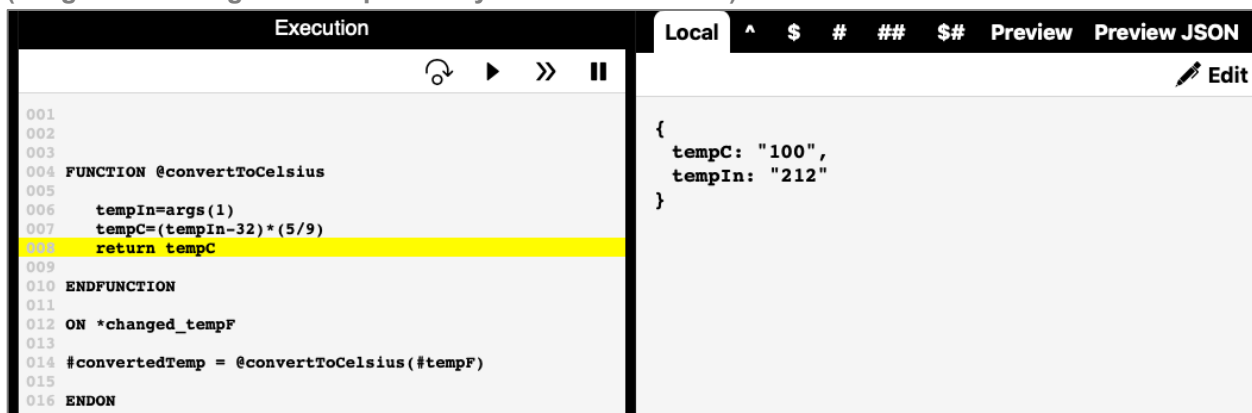 Execution
001
002
003
004 FUNCTION @convertToCelsius
005
006 tempIn=args(1)
007 tempC=(tempIn-32)*(5/9)
008 return tempC
009
010 ENDFUNCTION
011
012 ON *changed_tempF
013
014 #convertedTemp = @convertToCelsius(#tempF)
015
016 ENDON
Local ^ $ # ## $# Preview Preview JSON
Edit
{
tempC: "100",
tempIn: "212"
}